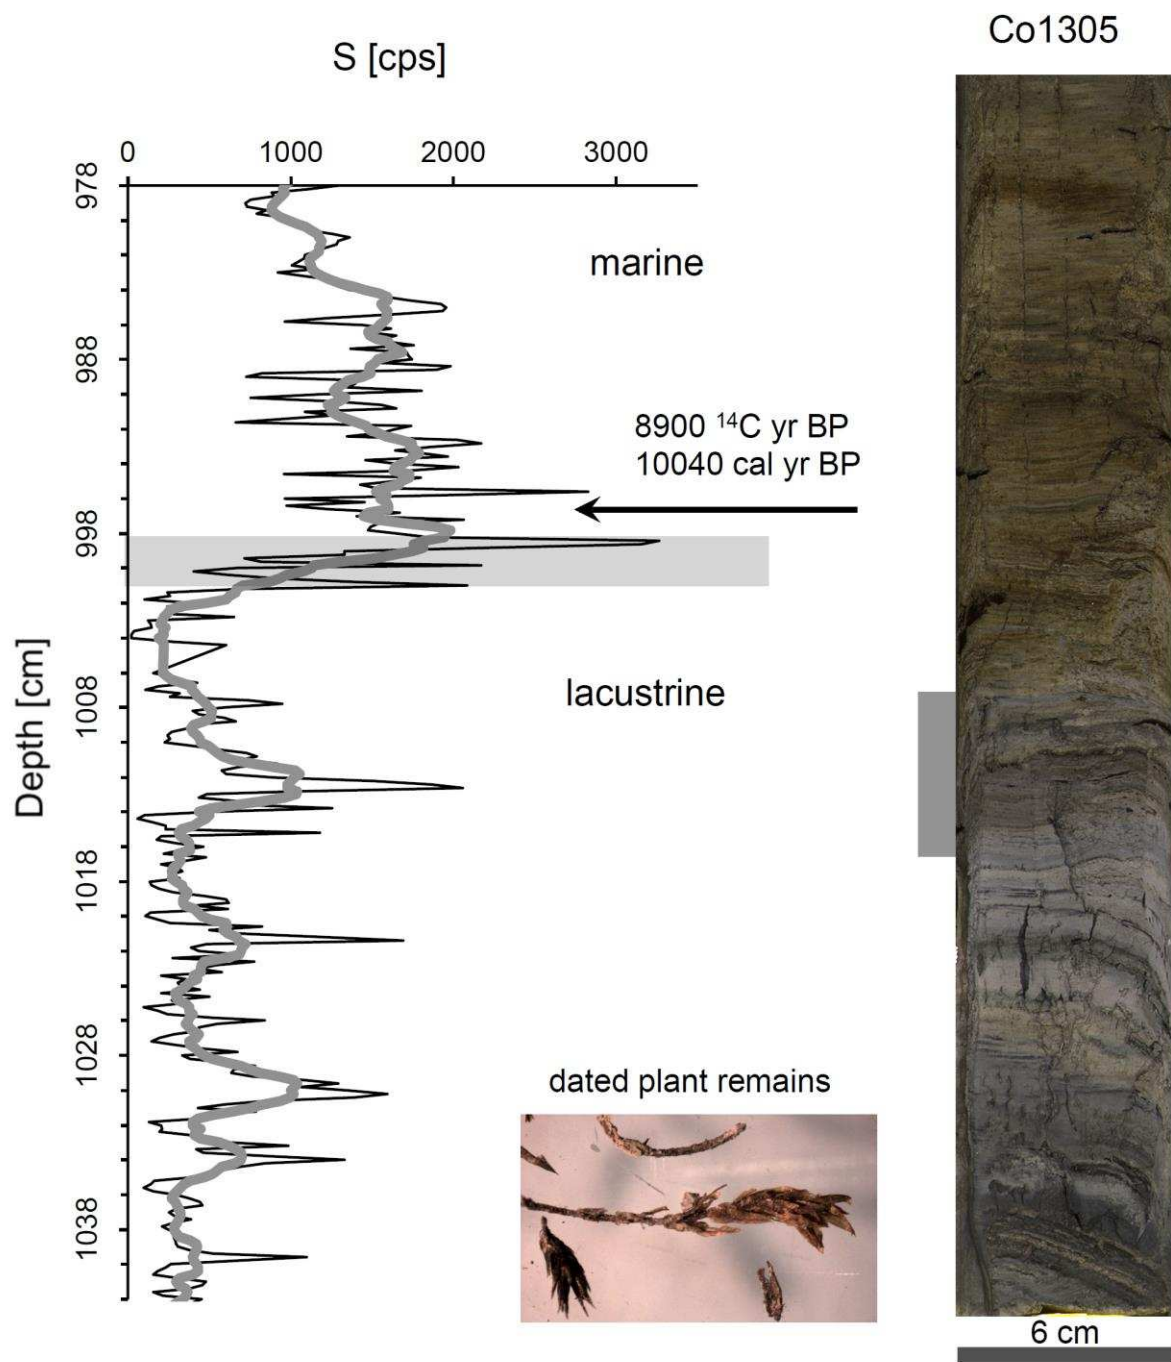 Co1305
S [cps]
0 1000 2000 3000
978
marine
988
8900 ¹⁴C yr BP
10040 cal yr BP
998
lacustrine
1008
Depth [cm]
1018
1028
dated plant remains
1038
6 cm